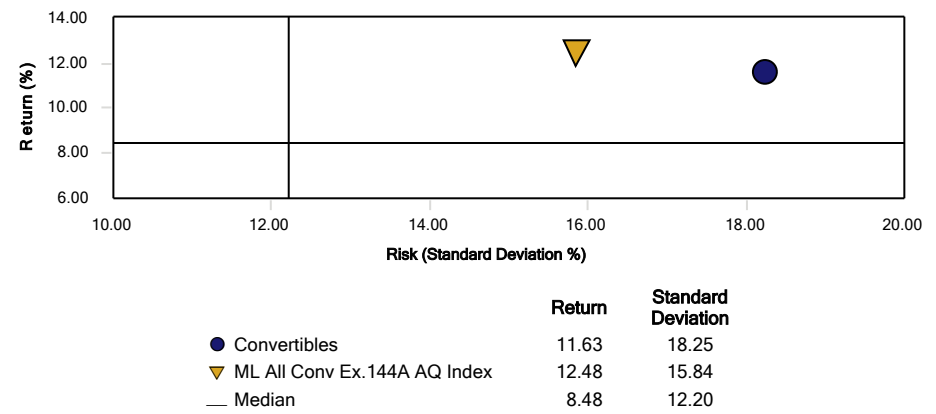 14.00
12.00
10.00
8.00
6.00
Return (%)
10.00 12.00 14.00 16.00 18.00 20.00
Risk (Standard Deviation %)
Return Standard Deviation
Convertibles 11.63 18.25
ML All Conv Ex.144A AQ Index 12.48 15.84
Median 8.48 12.20